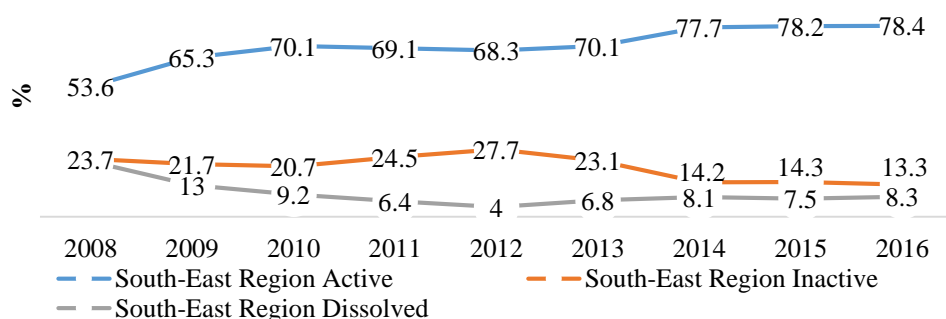 77.7 78.2 78.4
65.3 70.1 69.1 68.3 70.1
53.6
%
23.7 21.7 20.7 24.5 27.7 23.1 14.2 14.3 13.3
13 9.2 6.4 4 6.8 8.1 7.5 8.3
2008 2009 2010 2011 2012 2013 2014 2015 2016
South-East Region Active South-East Region Inactive
South-East Region Dissolved